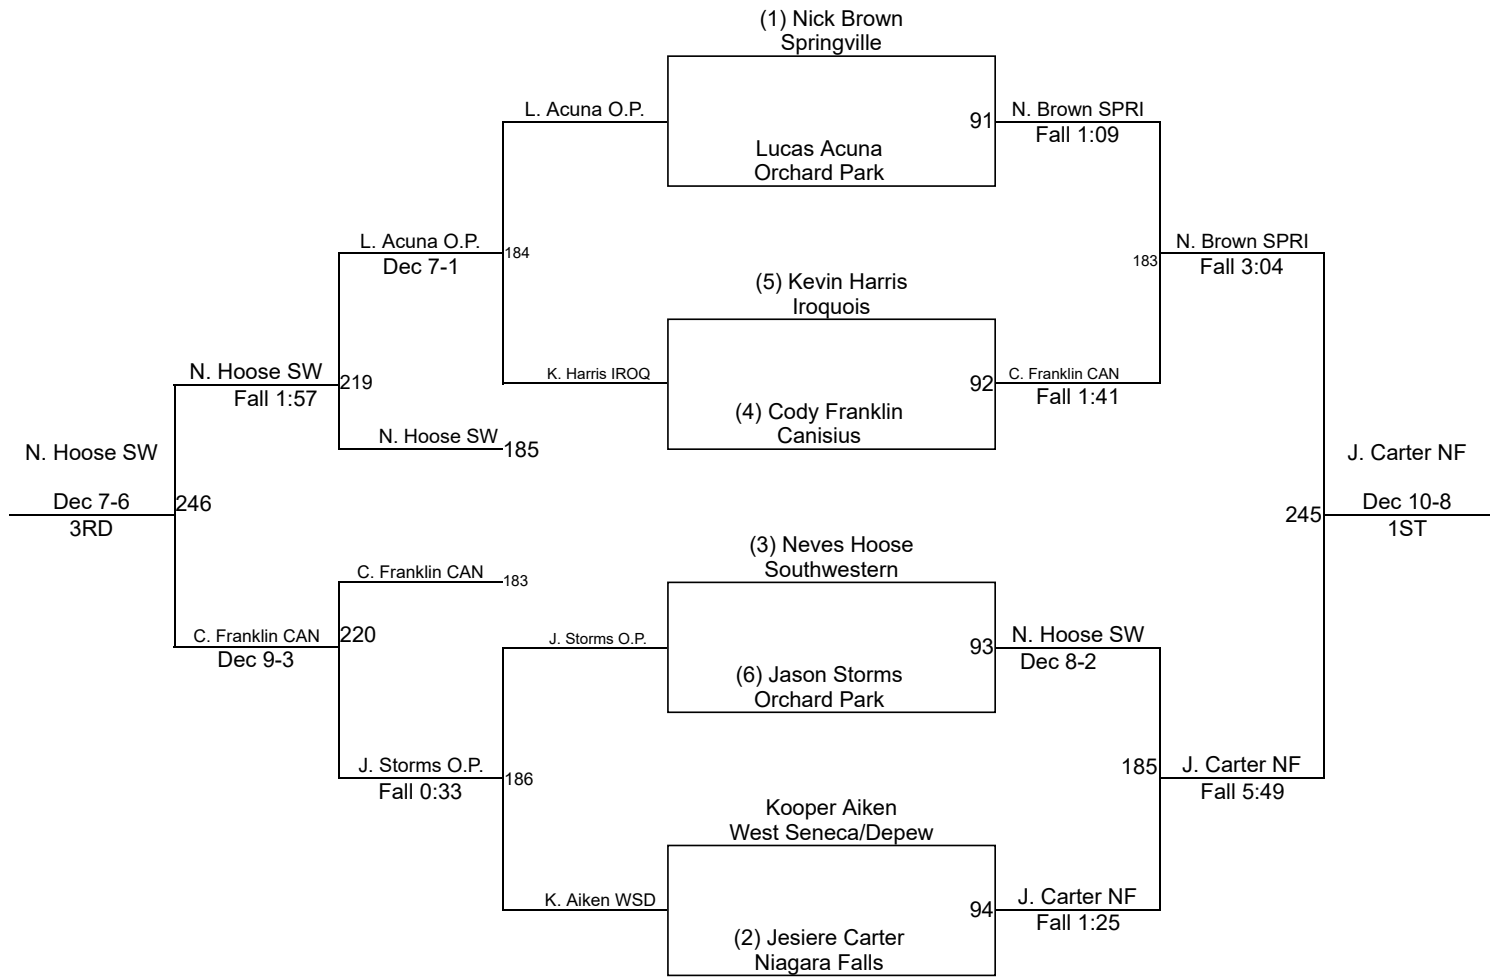 (1) Nick Brown
Springville
L. Acuna O.P.
91
N. Brown SPRI
Fall 1:09
Lucas Acuna
Orchard Park
L. Acuna O.P.
Dec 7-1
184
183
N. Brown SPRI
Fall 3:04
(5) Kevin Harris
Iroquois
N. Hoose SW
Fall 1:57
219
K. Harris IROQ
92
C. Franklin CAN
Fall 1:41
(4) Cody Franklin
Canisius
N. Hoose SW
185
N. Hoose SW
Dec 7-6
3RD
246
J. Carter NF
245
Dec 10-8
1ST
(3) Neves Hoose
Southwestern
C. Franklin CAN
183
C. Franklin CAN
Dec 9-3
220
J. Storms O.P.
93
N. Hoose SW
Dec 8-2
(6) Jason Storms
Orchard Park
J. Storms O.P.
Fall 0:33
186
185
J. Carter NF
Fall 5:49
Kooper Aiken
West Seneca/Depew
K. Aiken WSD
94
J. Carter NF
Fall 1:25
(2) Jesiere Carter
Niagara Falls